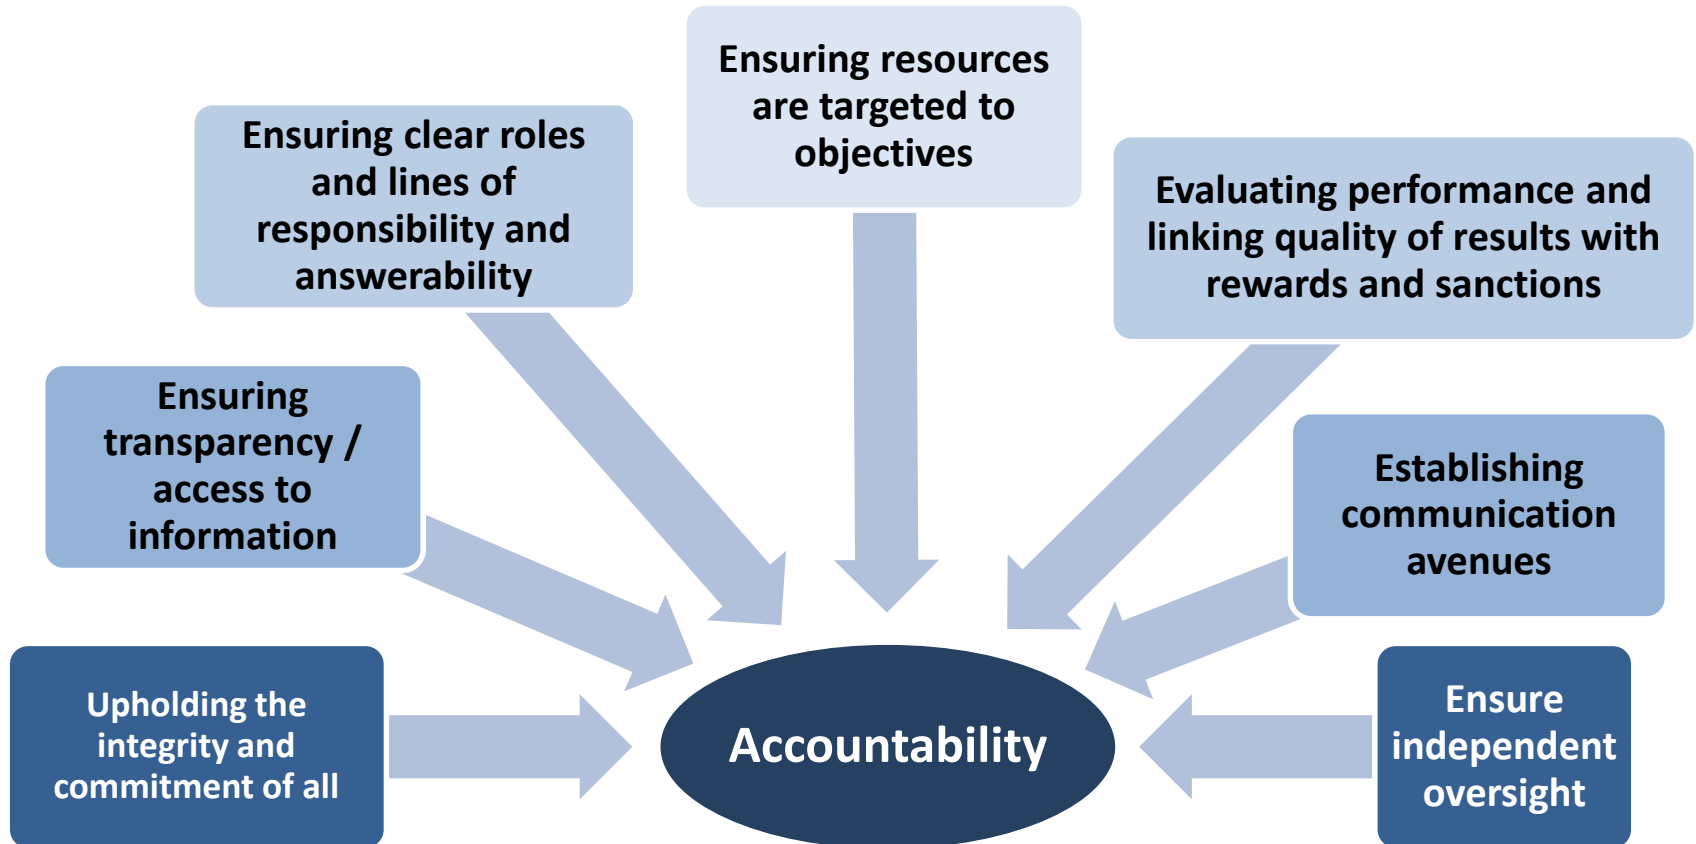 Ensuring resources
are targeted to
objectives
Ensuring clear roles
and lines of
responsibility and
answerability
Evaluating performance and
linking quality of results with
rewards and sanctions
Ensuring
transparency /
access to
information
Establishing
communication
avenues
Upholding the
integrity and
commitment of all
Accountability
Ensure
independent
oversight